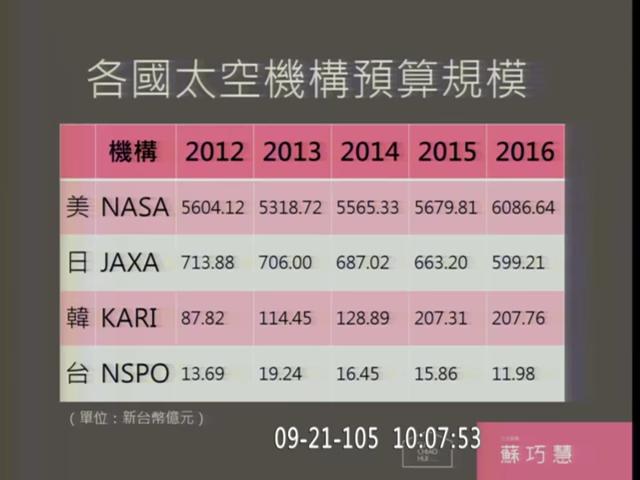 各國太空機構預算規模
機構 2012 2013 2014 2015 2016
美 NASA 5604.12 5318.72 5565.33 5679.81 6086.64
日 JAXA 713.88 706.00 687.02 663.20 599.21
韓 KARI 87.82 114.45 128.89 207.31 207.76
台 NSPO 13.69 19.24 16.45 15.86 11.98
（單位：新台幣億元）
09-21-105 10:07:53
CHIAO
HUI
蘇巧慧